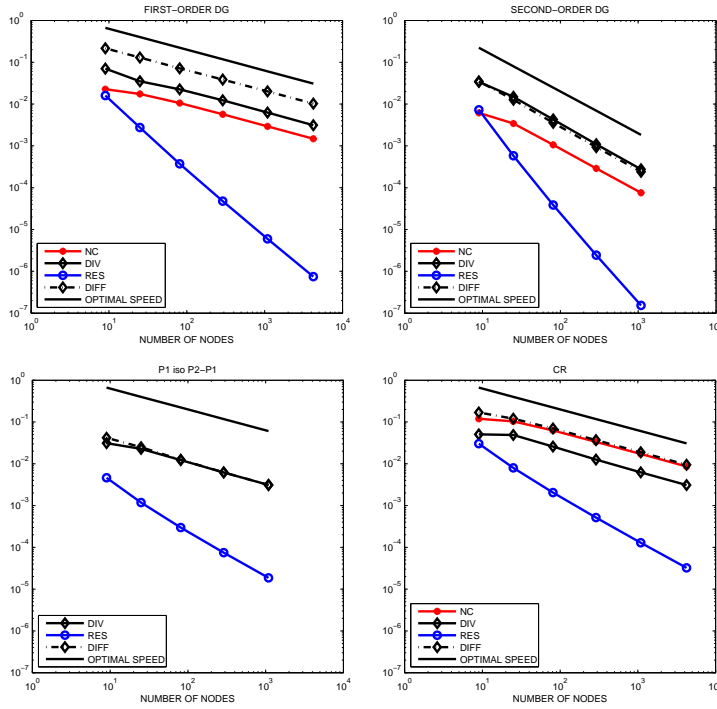 FIRST-ORDER DG
10^0
10^-1
10^-2
10^-3
10^-4
10^-5
10^-6
10^-7
NC
DIV
RES
DIFF
OPTIMAL SPEED
10^0 10^1 10^2 10^3 10^4
NUMBER OF NODES
SECOND-ORDER DG
10^0
10^-1
10^-2
10^-3
10^-4
10^-5
10^-6
10^-7
NC
DIV
RES
DIFF
OPTIMAL SPEED
10^0 10^1 10^2 10^3 10
NUMBER OF NODES
P1 iso P2-P1
10^0
10^-1
10^-2
10^-3
10^-4
10^-5
10^-6
10^-7
DIV
RES
DIFF
OPTIMAL SPEED
10^0 10^1 10^2 10^3 10^4
NUMBER OF NODES
CR
10^0
10^-1
10^-2
10^-3
10^-4
10^-5
10^-6
10^-7
NC
DIV
RES
DIFF
OPTIMAL SPEED
10^0 10^1 10^2 10^3 10
NUMBER OF NODES